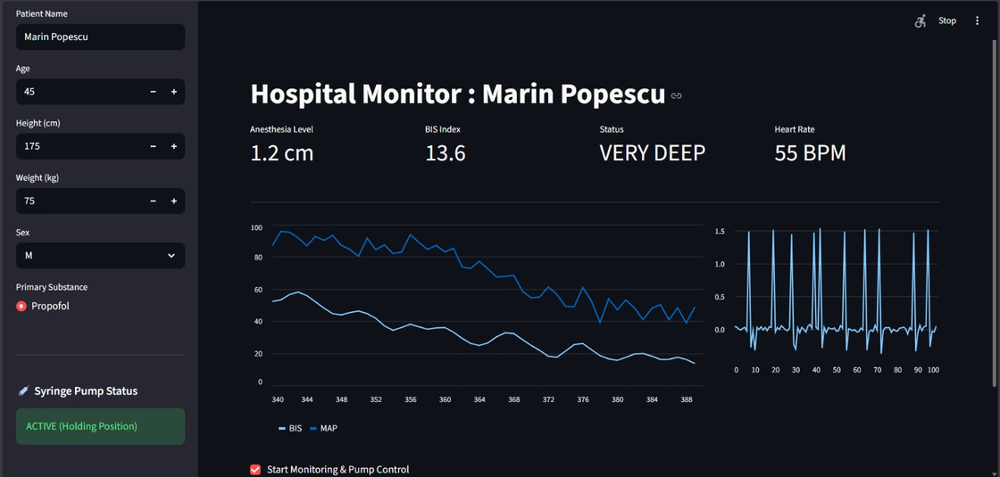 Patient Name
Marin Popescu
Age
45
Height (cm)
175
Weight (kg)
75
Sex
M
Primary Substance
Propofol
Syringe Pump Status
ACTIVE (Holding Position)
Stop
Hospital Monitor : Marin Popescu
Anesthesia Level BIS Index Status Heart Rate
1.2 cm 13.6 VERY DEEP 55 BPM
100
80
60
40
20
0
340 344 348 352 356 360 364 368 372 376 380 384 388
BIS MAP
1.5
1.0
0.5
0.0
0 10 20 30 40 50 60 70 80 90 100
Start Monitoring & Pump Control